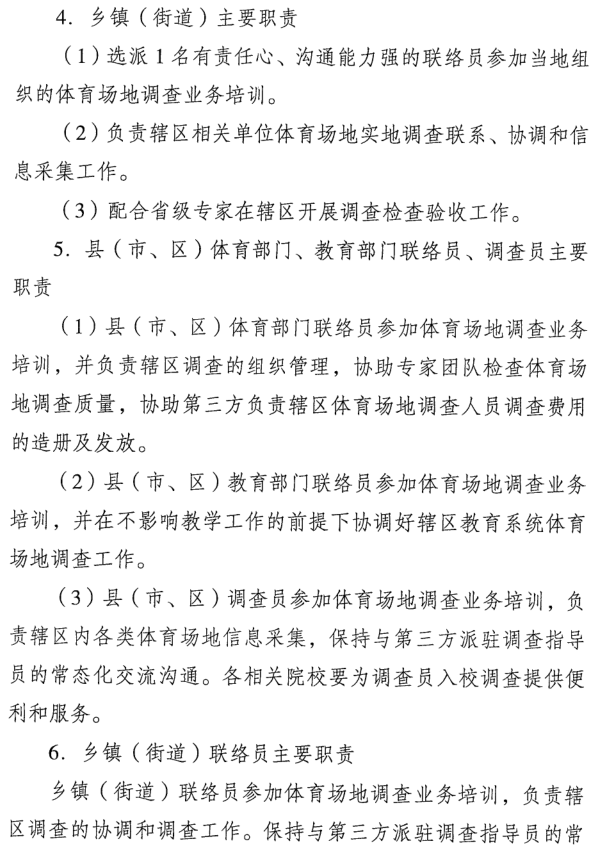 4．乡镇（街道）主要职责
（1）选派 1 名有责任心、沟通能力强的联络员参加当地组
织的体育场地调查业务培训。
（2）负责辖区相关单位体育场地实地调查联系、协调和信
息采集工作。
（3）配合省级专家在辖区开展调查检查验收工作。
5．县（市、区）体育部门、教育部门联络员、调查员主要
职责
（1）县（市、区）体育部门联络员参加体育场地调查业务
培训，并负责辖区调查的组织管理，协助专家团队检查体育场
地调查质量，协助第三方负责辖区体育场地调查人员调查费用
的造册及发放。
（2）县（市、区）教育部门联络员参加体育场地调查业务
培训，并在不影响教学工作的前提下协调好辖区教育系统体育
场地调查工作。
（3）县（市、区）调查员参加体育场地调查业务培训，负
责辖区内各类体育场地信息采集，保持与第三方派驻调查指导
员的常态化交流沟通。各相关院校要为调查员入校调查提供便
利和服务。
6．乡镇（街道）联络员主要职责
乡镇（街道）联络员参加体育场地调查业务培训，负责辖
区调查的协调和调查工作。保持与第三方派驻调查指导员的常